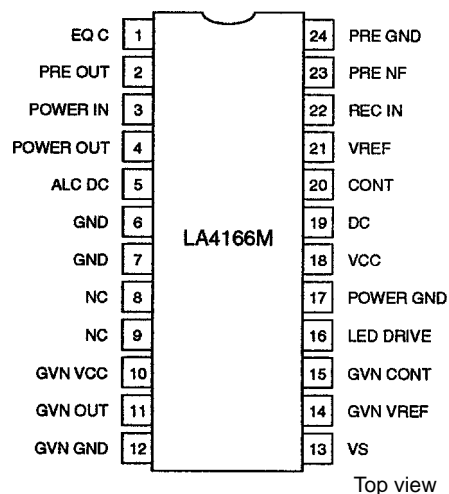 EQ C 1 24 PRE GND
PRE OUT 2 23 PRE NF
POWER IN 3 22 REC IN
POWER OUT 4 21 VREF
ALC DC 5 20 CONT
GND 6 19 DC
LA4166M
GND 7 18 VCC
NC 8 17 POWER GND
NC 9 16 LED DRIVE
GVN VCC 10 15 GVN CONT
GVN OUT 11 14 GVN VREF
GVN GND 12 13 VS
Top view